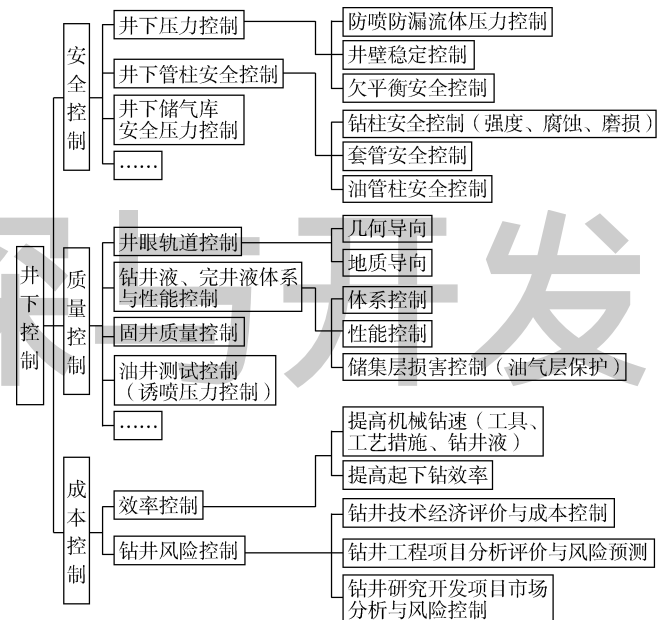 井下控制
安全控制
井下压力控制
防喷防漏流体压力控制
井壁稳定控制
欠平衡安全控制
井下管柱安全控制
钻柱安全控制（强度、腐蚀、磨损）
套管安全控制
油管柱安全控制
井下储气库
安全压力控制
……
质量控制
井眼轨道控制
几何导向
地质导向
钻井液、完井液体系
与性能控制
体系控制
性能控制
储集层损害控制（油气层保护）
固井质量控制
油井测试控制
（诱喷压力控制）
……
成本控制
效率控制
提高机械钻速（工具、
工艺措施、钻井液）
提高起下钻效率
钻井风险控制
钻井技术经济评价与成本控制
钻井工程项目分析评价与风险预测
钻井研究开发项目市场
分析与风险控制
与开发